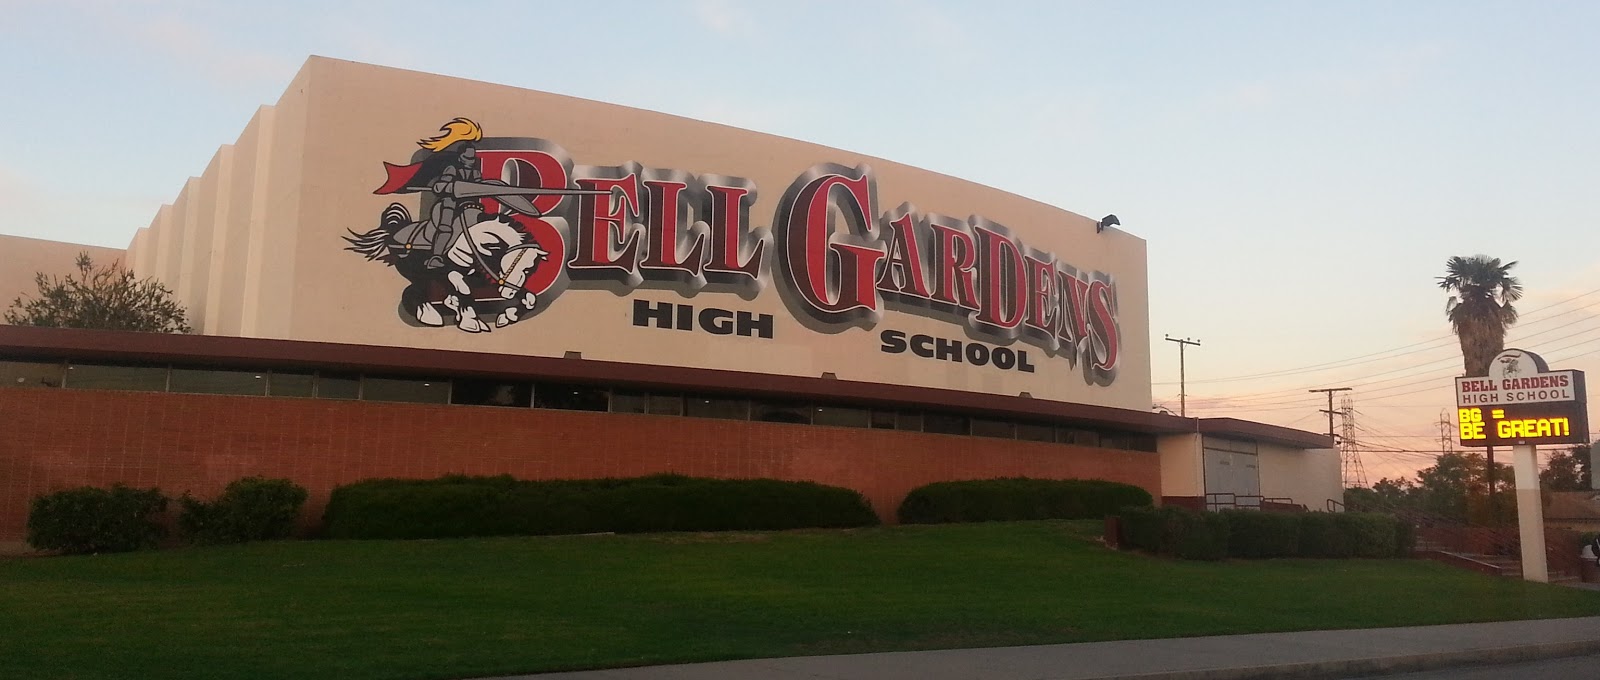 BELL GARDENS
HIGH SCHOOL
BELL GARDENS
HIGH SCHOOL
BG =
BE GREAT!